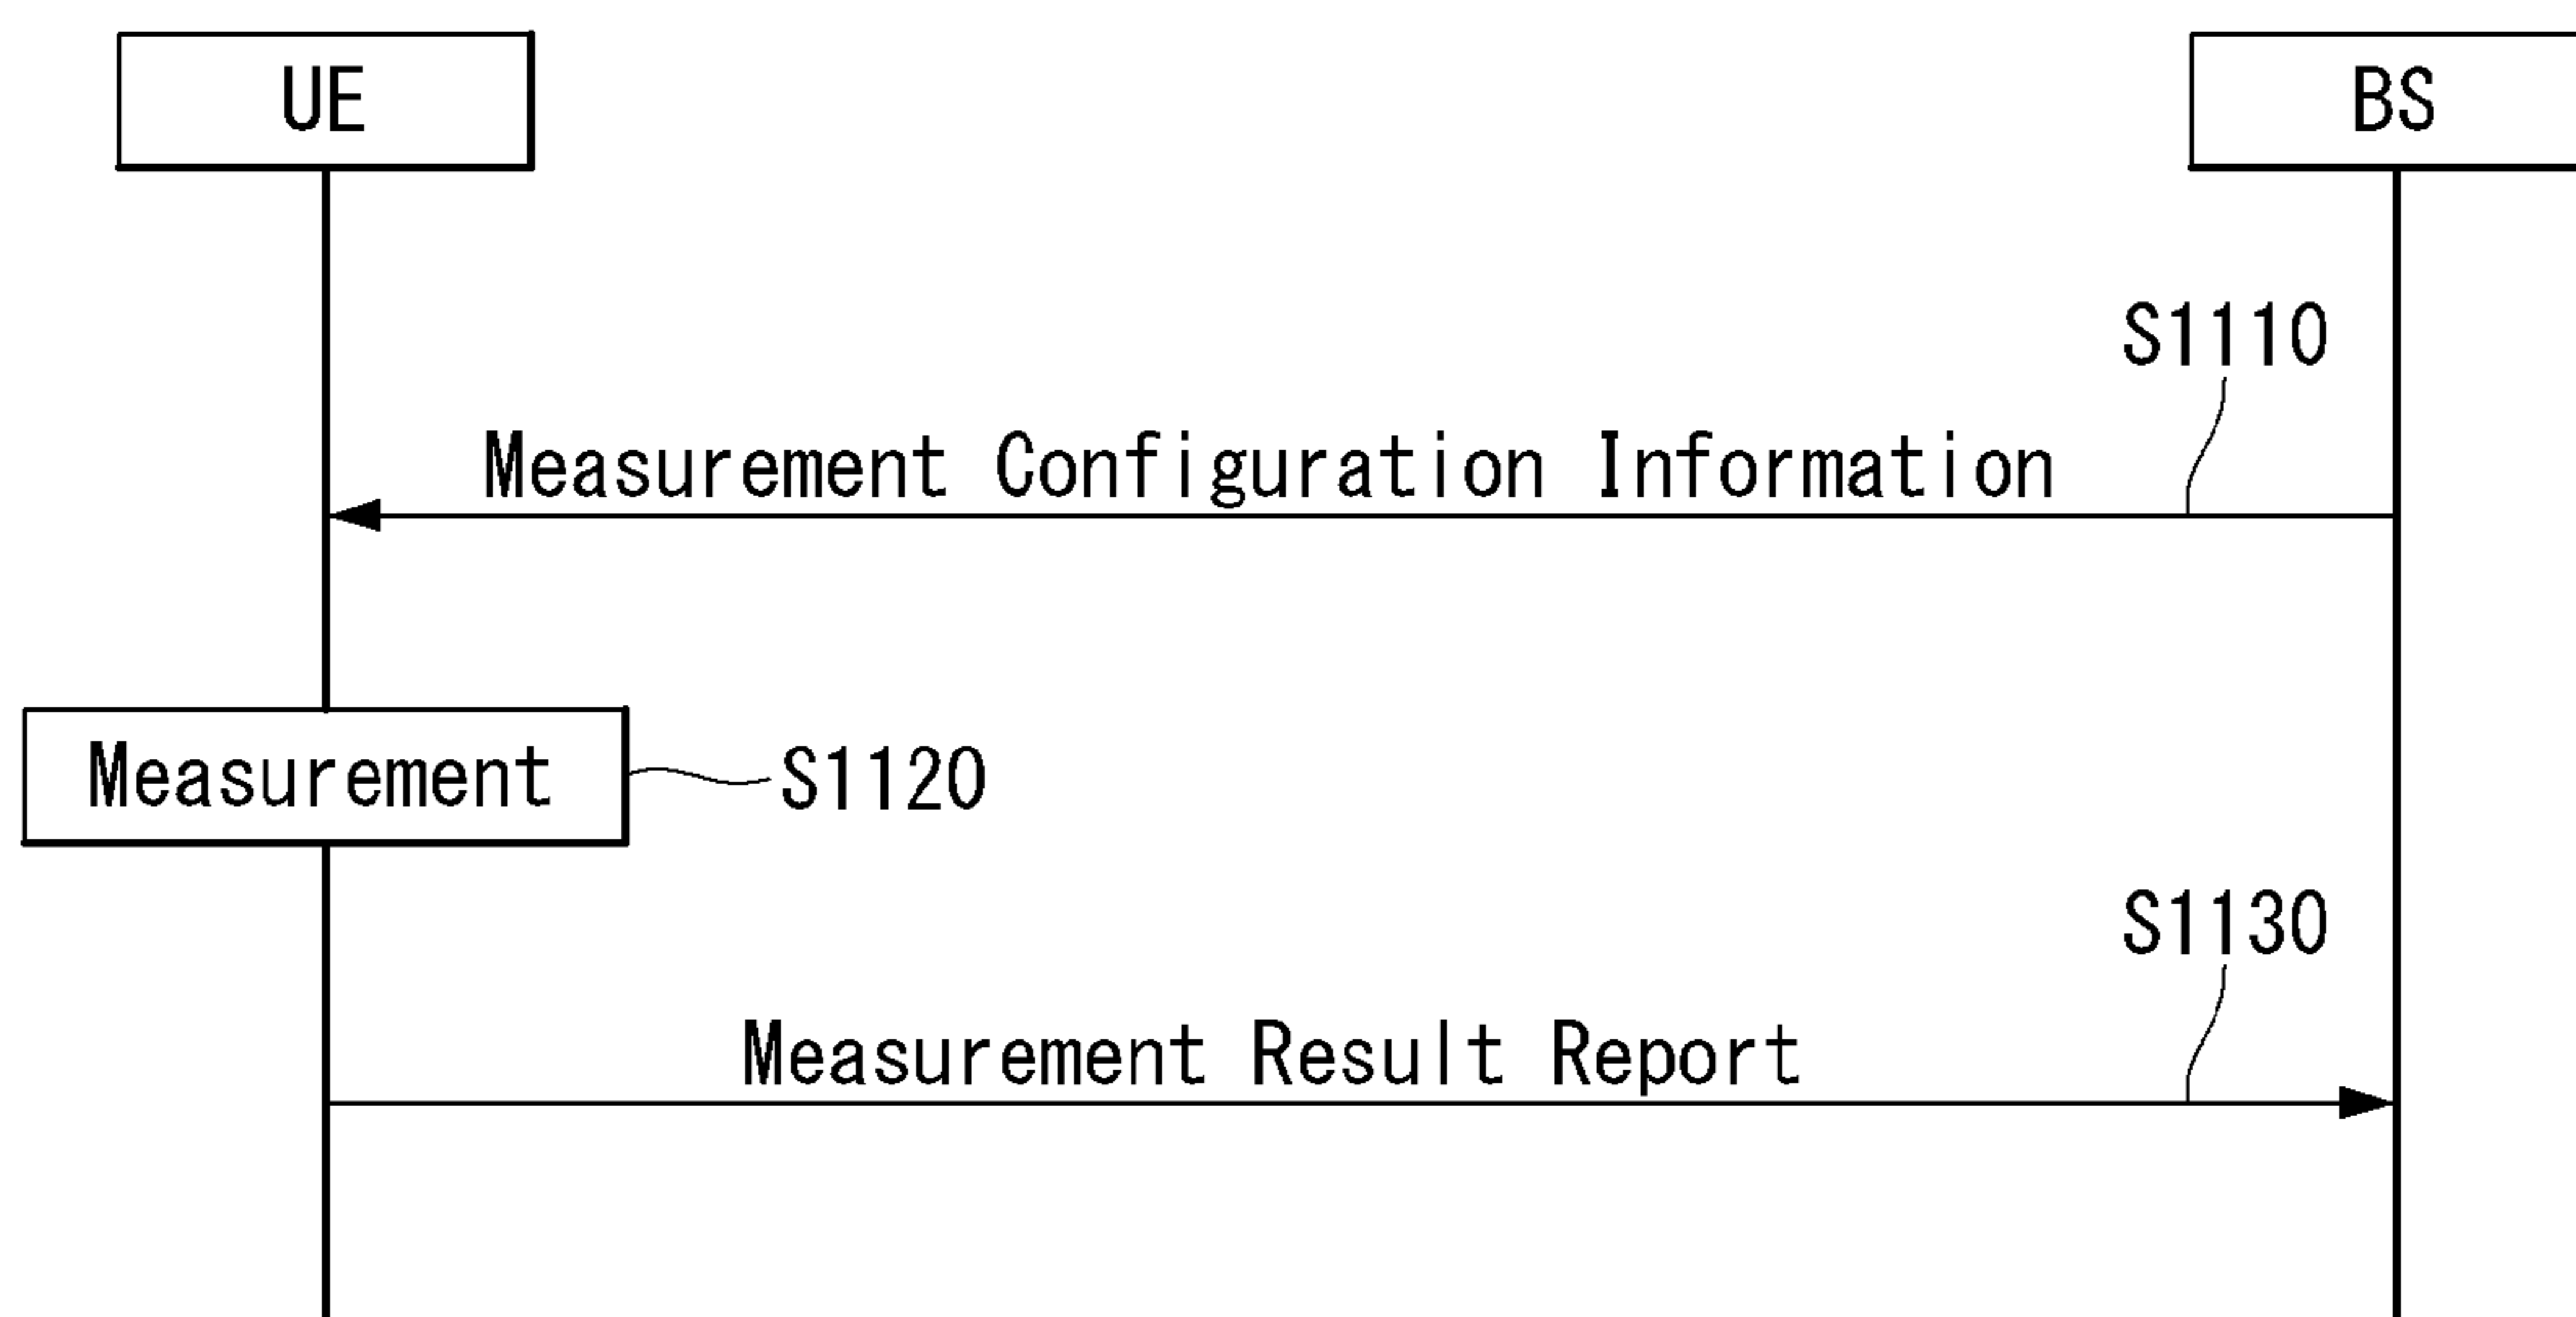 UE
BS
S1110
Measurement Configuration Information
Measurement
S1120
S1130
Measurement Result Report